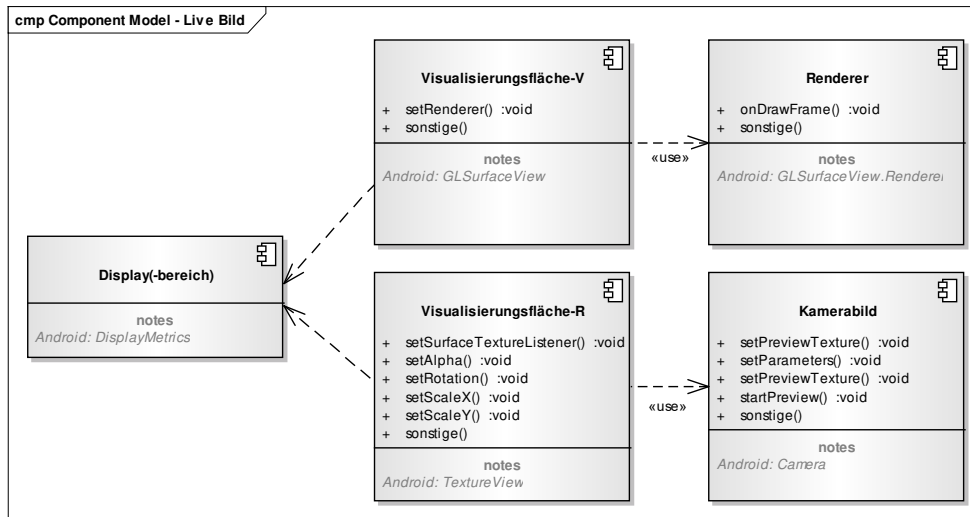 cmp Component Model - Live Bild
Visualisierungsfläche-V
+ setRenderer() :void
+ sonstige()
notes
Android: GLSurfaceView
«use»
Renderer
+ onDrawFrame() :void
+ sonstige()
notes
Android: GLSurfaceView.Renderer
Display(-bereich)
notes
Android: DisplayMetrics
Visualisierungsfläche-R
+ setSurfaceTextureListener() :void
+ setAlpha() :void
+ setRotation() :void
+ setScaleX() :void
+ setScaleY() :void
+ sonstige()
notes
Android: TextureView
«use»
Kamerabild
+ setPreviewTexture() :void
+ setParameters() :void
+ setPreviewTexture() :void
+ startPreview() :void
+ sonstige()
notes
Android: Camera